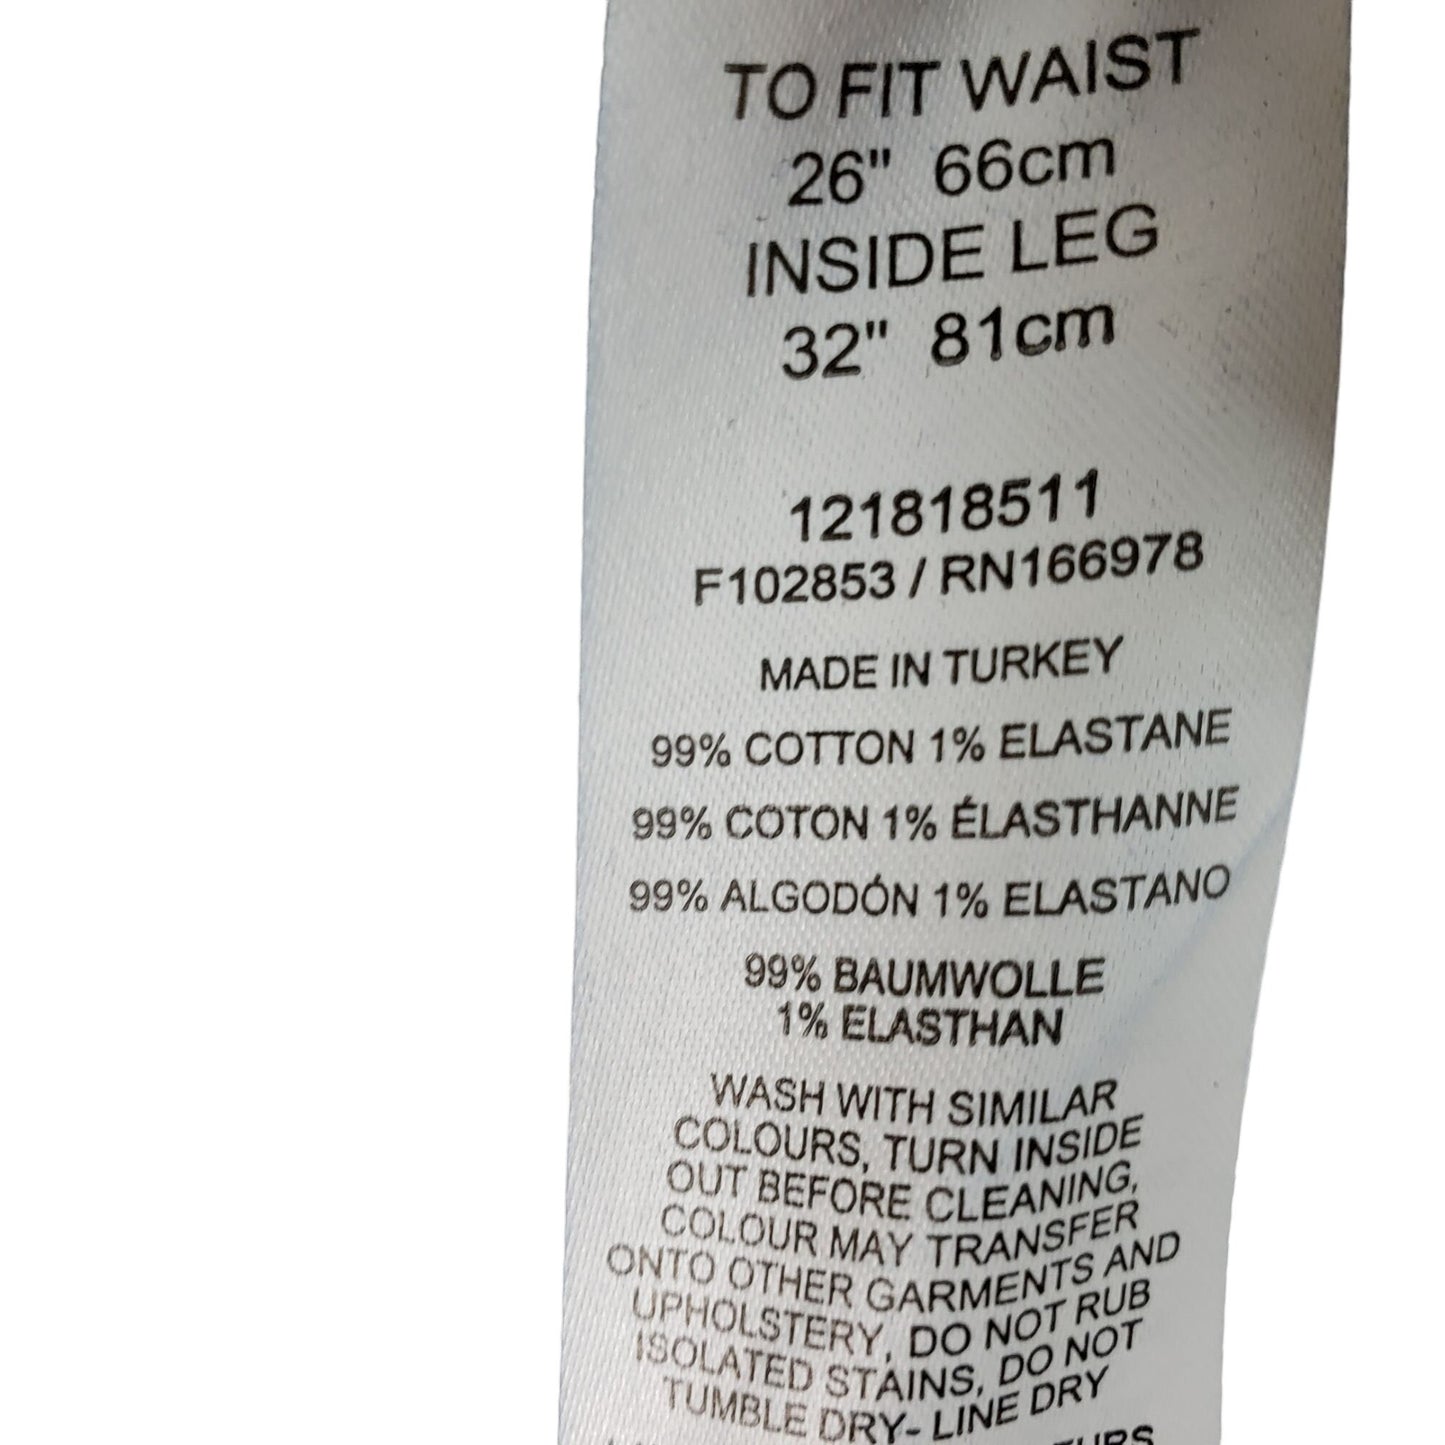 TO FIT WAIST
26" 66cm
INSIDE LEG
32" 81cm
121818511
F102853 / RN166978
MADE IN TURKEY
99% COTTON 1% ELASTANE
99% COTON 1% ÉLASTHANNE
99% ALGODÓN 1% ELASTANO
99% BAUMWOLLE
1% ELASTHAN
WASH WITH SIMILAR
COLOURS, TURN INSIDE
OUT BEFORE CLEANING,
COLOUR MAY TRANSFER
ONTO OTHER GARMENTS AND
UPHOLSTERY, DO NOT RUB
ISOLATED STAINS, DO NOT
TUMBLE DRY- LINE DRY